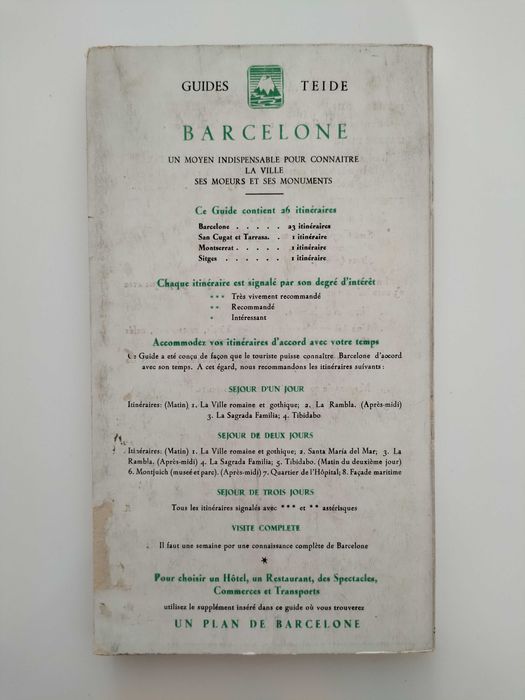 GUIDES TEIDE
BARCELONE
UN MOYEN INDISPENSABLE POUR CONNAITRE
LA VILLE
SES MOEURS ET SES MONUMENTS
Ce Guide contient 26 itinéraires
Barcelone . . . . . 23 itinéraires
San Cugat et Tarrasa. . 1 itinéraire
Montserrat . . . . . 1 itinéraire
Sitges . . . . . . 1 itinéraire
Chaque itinéraire est signalé par son degré d'intérêt
*** Très vivement recommandé
** Recommandé
* Intéressant
Accommodez vos itinéraires d'accord avec votre temps
Ce Guide a été conçu de façon que le touriste puisse connaître Barcelone d'accord
avec son temps. A cet égard, nous recommandons les itinéraires suivants:
SEJOUR D'UN JOUR
Itinéraires: (Matin) 1. La Ville romaine et gothique; 2. La Rambla. (Après-midi)
3. La Sagrada Familia; 4. Tibidabo
SEJOUR DE DEUX JOURS
Itinéraires: (Matin) 1. La Ville romaine et gothique; 2. Santa María del Mar; 3. La
Rambla. (Après-midi) 4. La Sagrada Familia; 5. Tibidabo. (Matin du deuxième jour)
6. Montjuich (musée et parc). (Après-midi) 7. Quartier de l'Hôpital; 8. Façade maritime
SEJOUR DE TROIS JOURS
Tous les itinéraires signalés avec *** et ** astérisques
VISITE COMPLETE
Il faut une semaine por une connaissance complète de Barcelone
*
Pour choisir un Hôtel, un Restaurant, des Spectacles,
Commerces et Transports
utilisez le supplément inséré dans ce guide où vous trouverez
UN PLAN DE BARCELONE